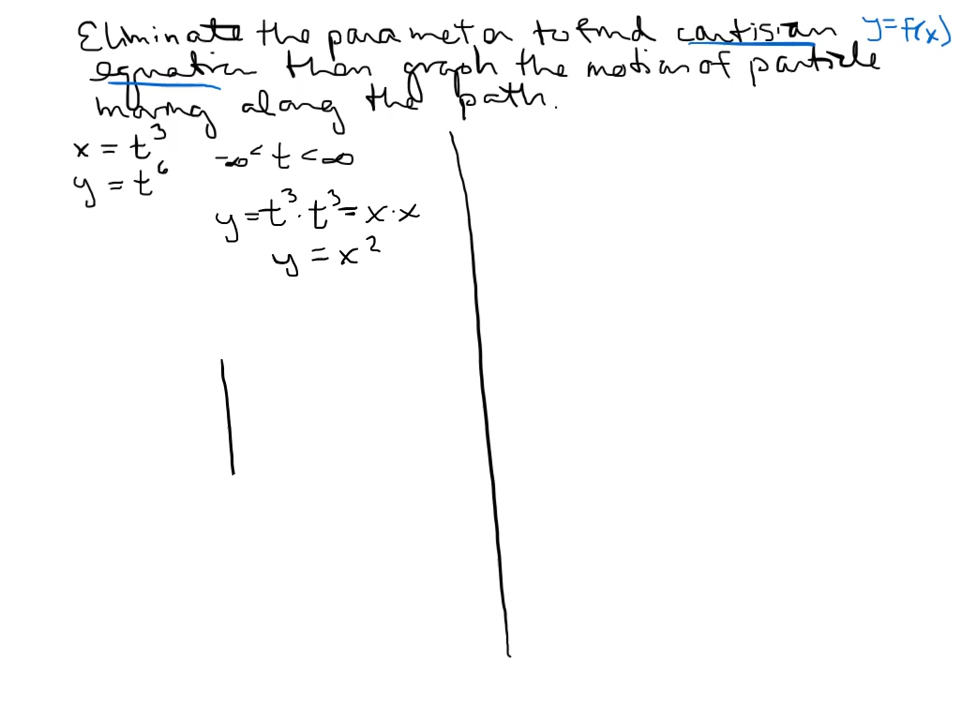 Eliminate the parameter to find cartisian y=f(x)
equation then graph the motion of particle
moving along the path.
x = t³ -∞ < t < ∞
y = t⁶
y = t³ · t³ = x · x
y = x²